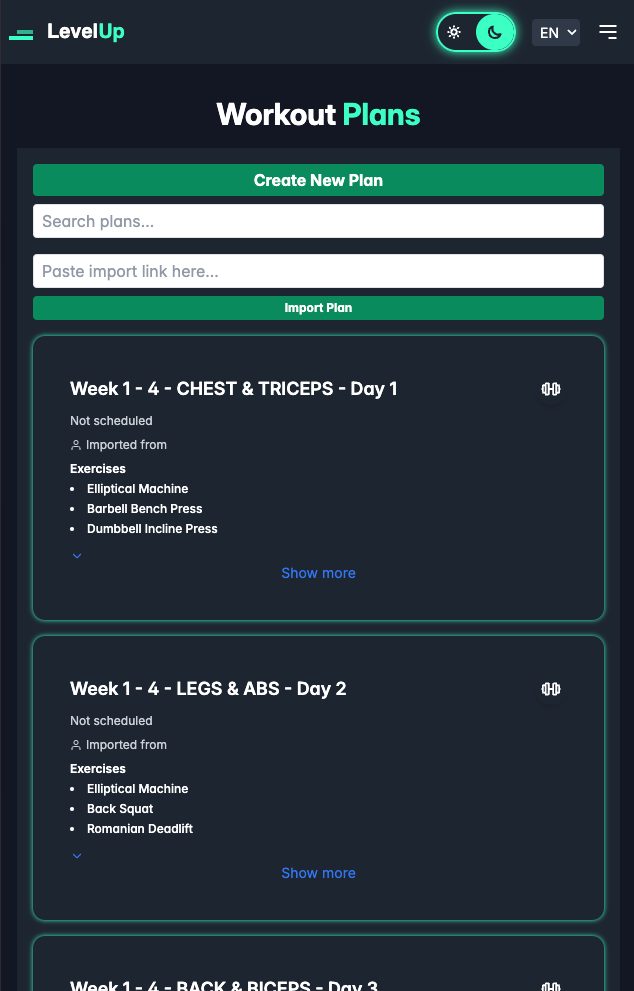 LevelUp
EN
Workout Plans
Create New Plan
Search plans...
Paste import link here...
Import Plan
Week 1 - 4 - CHEST & TRICEPS - Day 1
Not scheduled
Imported from
Exercises
• Elliptical Machine
• Barbell Bench Press
• Dumbbell Incline Press
Show more
Week 1 - 4 - LEGS & ABS - Day 2
Not scheduled
Imported from
Exercises
• Elliptical Machine
• Back Squat
• Romanian Deadlift
Show more
Week 1 - 4 - BACK & BICEPS - Day 3